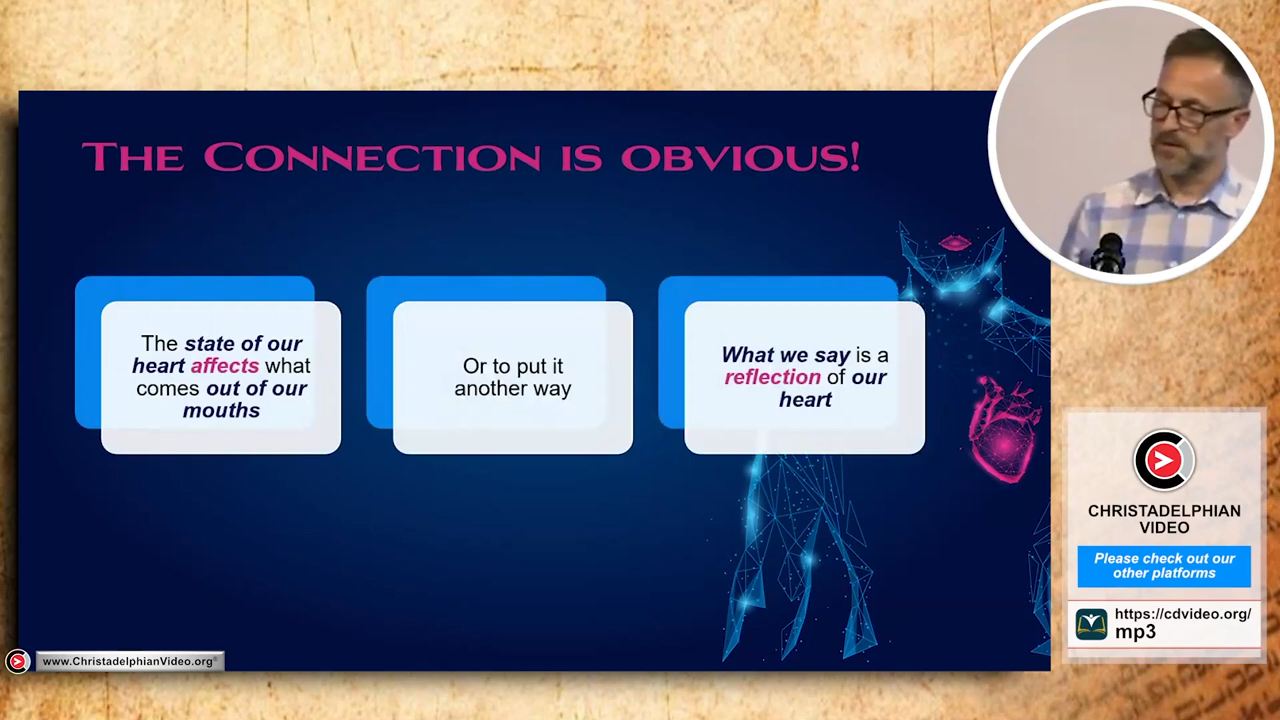 THE CONNECTION IS OBVIOUS!
The state of our
heart affects what
comes out of our
mouths
Or to put it
another way
What we say is a
reflection of our
heart
CHRISTADELPHIAN
VIDEO
Please check out our
other platforms
https://cdvideo.org/
mp3
www.ChristadelphianVideo.org®